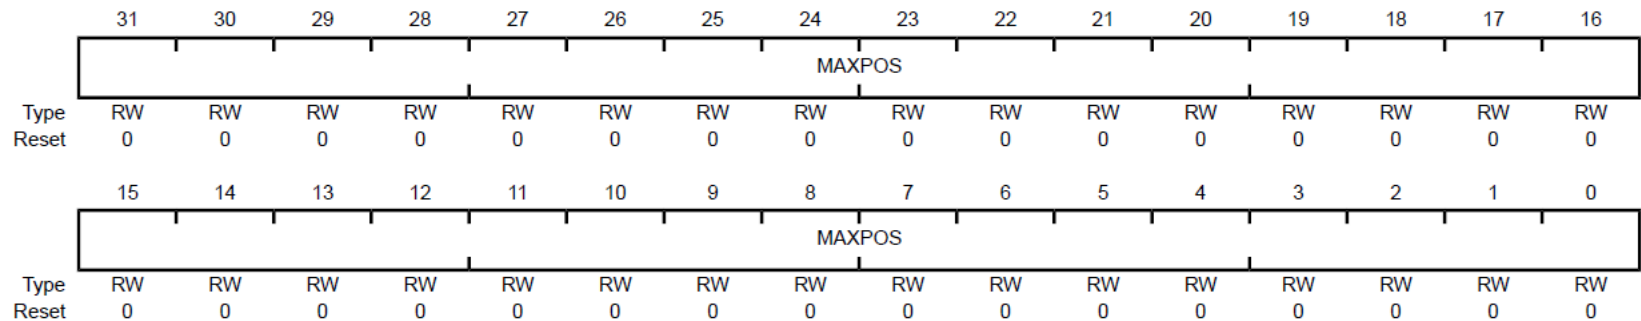 31 30 29 28 27 26 25 24 23 22 21 20 19 18 17 16
MAXPOS
Type RW RW RW RW RW RW RW RW RW RW RW RW RW RW RW RW
Reset 0 0 0 0 0 0 0 0 0 0 0 0 0 0 0 0
15 14 13 12 11 10 9 8 7 6 5 4 3 2 1 0
MAXPOS
Type RW RW RW RW RW RW RW RW RW RW RW RW RW RW RW RW
Reset 0 0 0 0 0 0 0 0 0 0 0 0 0 0 0 0